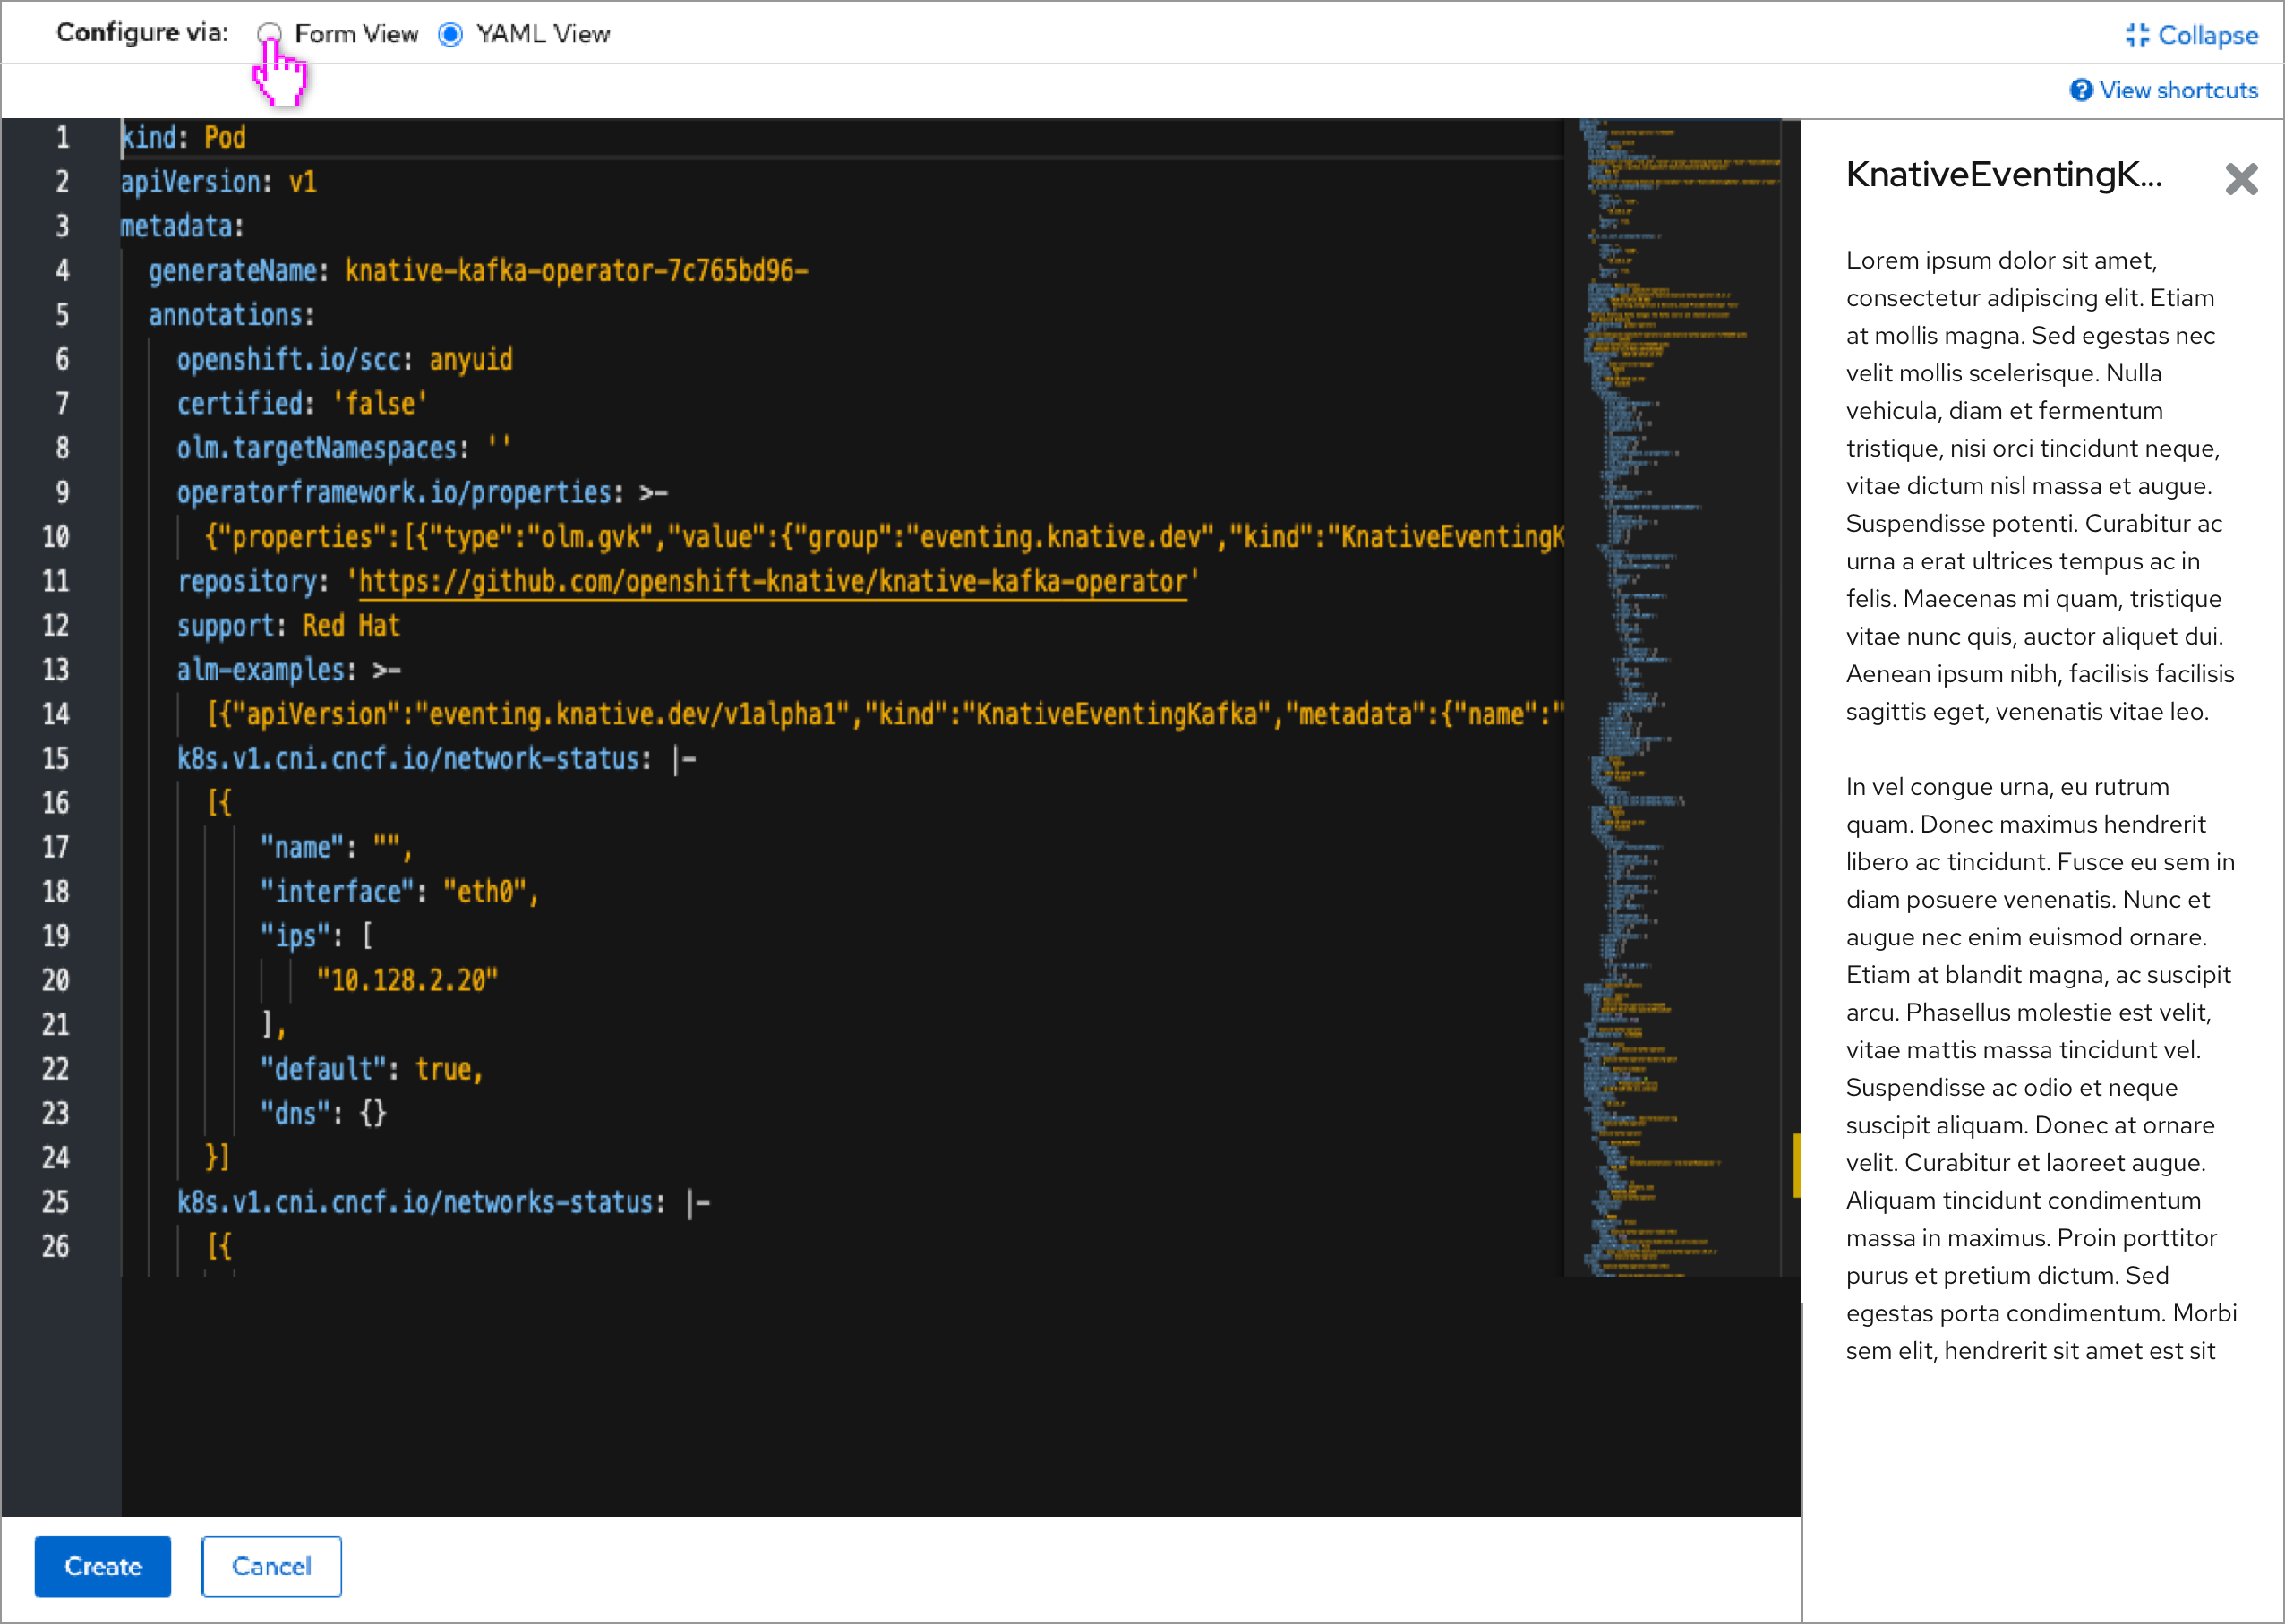 Configure via: Form View YAML View Collapse
View shortcuts
1 kind: Pod
2 apiVersion: v1
3 metadata:
4 generateName: knative-kafka-operator-7c765bd96-
5 annotations:
6 openshift.io/scc: anyuid
7 certified: 'false'
8 olm.targetNamespaces: ''
9 operatorframework.io/properties: >-
10 {"properties":[{"type":"olm.gvk","value":{"group":"eventing.knative.dev","kind":"KnativeEventingK
11 repository: 'https://github.com/openshift-knative/knative-kafka-operator'
12 support: Red Hat
13 alm-examples: >-
14 [{"apiVersion":"eventing.knative.dev/v1alpha1","kind":"KnativeEventingKafka","metadata":{"name":"
15 k8s.v1.cni.cncf.io/network-status: |-
16 [{
17 "name": "",
18 "interface": "eth0",
19 "ips": [
20 "10.128.2.20"
21 ],
22 "default": true,
23 "dns": {}
24 }]
25 k8s.v1.cni.cncf.io/networks-status: |-
26 [{
KnativeEventingK...
Lorem ipsum dolor sit amet,
consectetur adipiscing elit. Etiam
at mollis magna. Sed egestas nec
velit mollis scelerisque. Nulla
vehicula, diam et fermentum
tristique, nisi orci tincidunt neque,
vitae dictum nisl massa et augue.
Suspendisse potenti. Curabitur ac
urna a erat ultrices tempus ac in
felis. Maecenas mi quam, tristique
vitae nunc quis, auctor aliquet dui.
Aenean ipsum nibh, facilisis facilisis
sagittis eget, venenatis vitae leo.
In vel congue urna, eu rutrum
quam. Donec maximus hendrerit
libero ac tincidunt. Fusce eu sem in
diam posuere venenatis. Nunc et
augue nec enim euismod ornare.
Etiam at blandit magna, ac suscipit
arcu. Phasellus molestie est velit,
vitae mattis massa tincidunt vel.
Suspendisse ac odio et neque
suscipit aliquam. Donec at ornare
velit. Curabitur et laoreet augue.
Aliquam tincidunt condimentum
massa in maximus. Proin porttitor
purus et pretium dictum. Sed
egestas porta condimentum. Morbi
sem elit, hendrerit sit amet est sit
Create Cancel